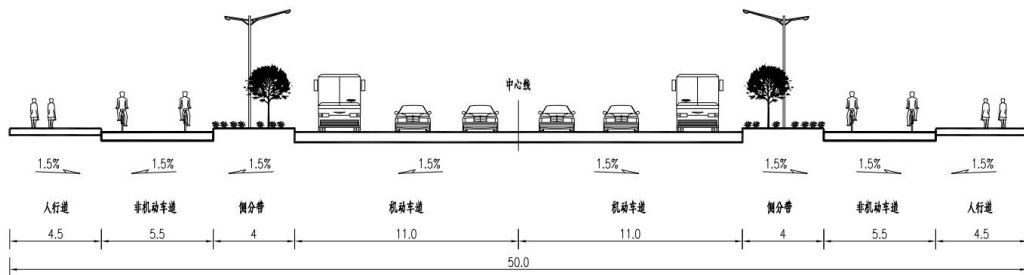 中心线
1.5% 1.5% 1.5% 1.5% 1.5% 1.5% 1.5% 1.5%
人行道 非机动车道 侧分带 机动车道 机动车道 侧分带 非机动车道 人行道
4.5 5.5 4 11.0 11.0 4 5.5 4.5
50.0